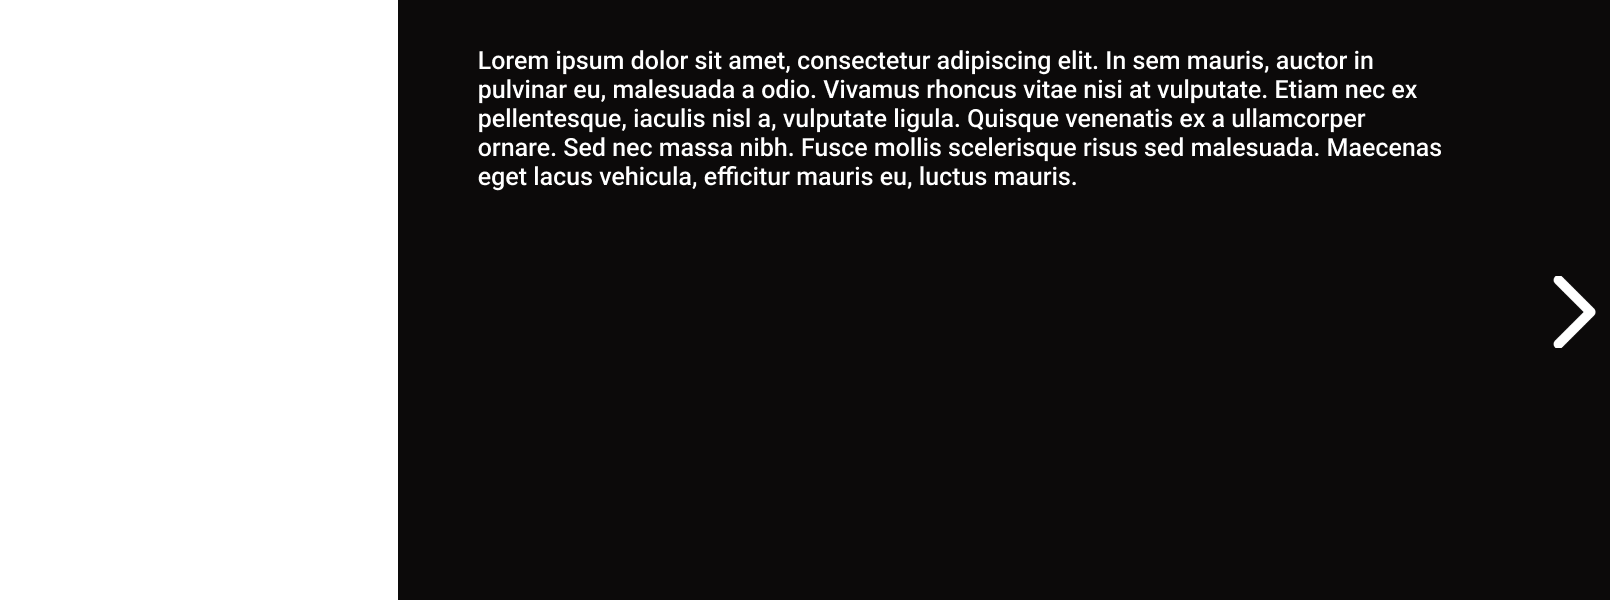 Lorem ipsum dolor sit amet, consectetur adipiscing elit. In sem mauris, auctor in
pulvinar eu, malesuada a odio. Vivamus rhoncus vitae nisi at vulputate. Etiam nec ex
pellentesque, iaculis nisl a, vulputate ligula. Quisque venenatis ex a ullamcorper
ornare. Sed nec massa nibh. Fusce mollis scelerisque risus sed malesuada. Maecenas
eget lacus vehicula, efficitur mauris eu, luctus mauris.